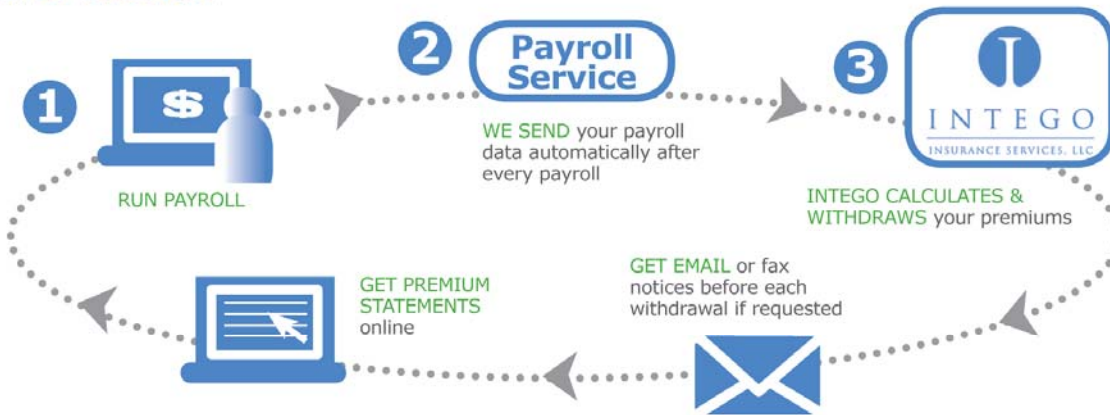 1
$
RUN PAYROLL
2
Payroll
Service
WE SEND your payroll
data automatically after
every payroll
3
I
INTEGO
INSURANCE SERVICES, LLC
INTEGO CALCULATES &
WITHDRAWS your premiums
GET EMAIL or fax
notices before each
withdrawal if requested
GET PREMIUM
STATEMENTS
online